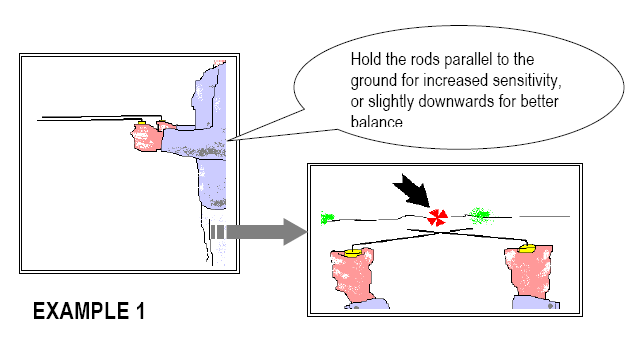 Hold the rods parallel to the
ground for increased sensitivity,
or slightly downwards for better
balance
EXAMPLE 1